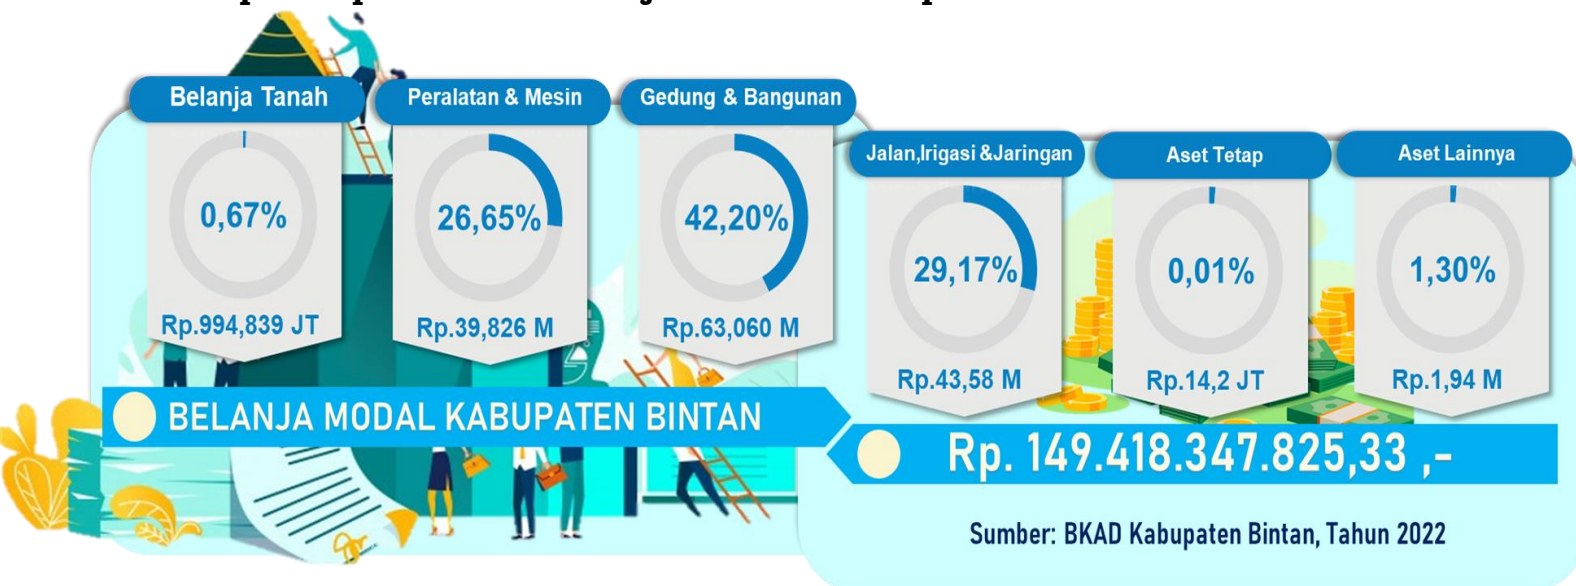 Belanja Tanah
0,67%
Rp.994,839 JT
Peralatan & Mesin
26,65%
Rp.39,826 M
Gedung & Bangunan
42,20%
Rp.63,060 M
Jalan,Irigasi &Jaringan
29,17%
Rp.43,58 M
Aset Tetap
0,01%
Rp.14,2 JT
Aset Lainnya
1,30%
Rp.1,94 M
BELANJA MODAL KABUPATEN BINTAN
Rp. 149.418.347.825,33 ,-
Sumber: BKAD Kabupaten Bintan, Tahun 2022